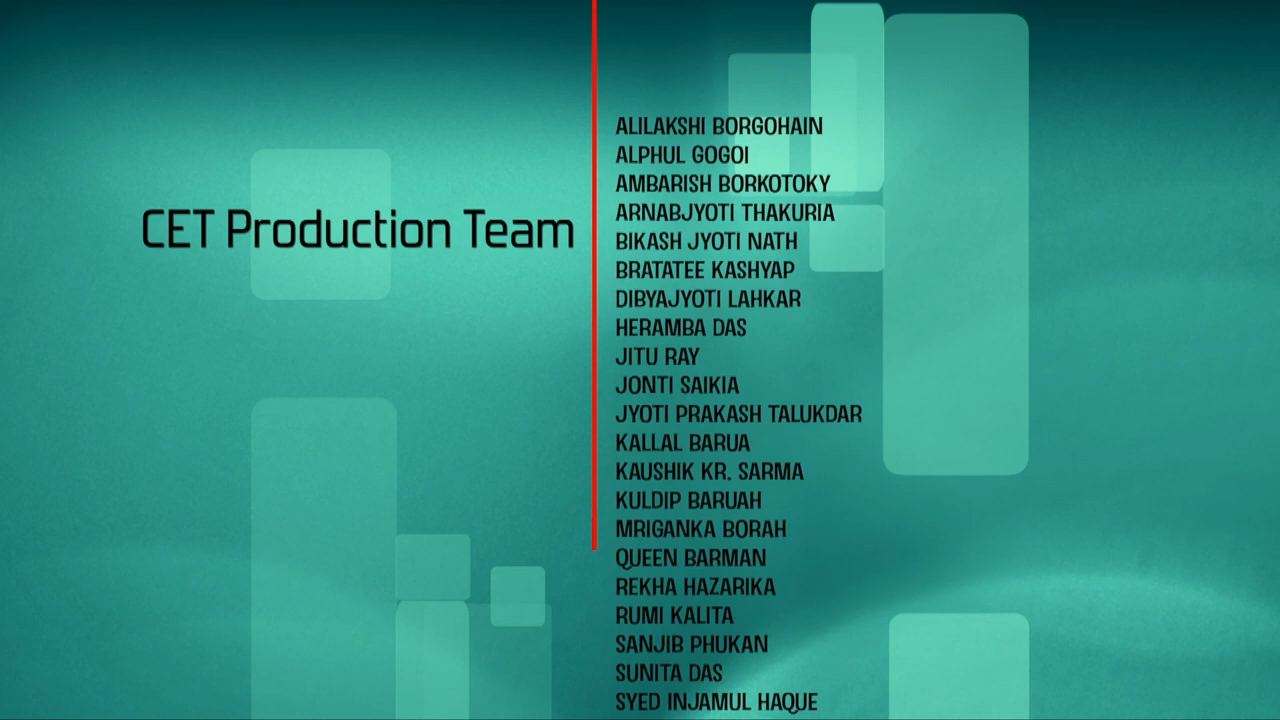 CET Production Team
ALILAKSHI BORGOHAIN
ALPHUL GOGOI
AMBARISH BORKOTOKY
ARNABJYOTI THAKURIA
BIKASH JYOTI NATH
BRATATEE KASHYAP
DIBYAJYOTI LAHKAR
HERAMBA DAS
JITU RAY
JONTI SAIKIA
JYOTI PRAKASH TALUKDAR
KALLAL BARUA
KAUSHIK KR. SARMA
KULDIP BARUAH
MRIGANKA BORAH
QUEEN BARMAN
REKHA HAZARIKA
RUMI KALITA
SANJIB PHUKAN
SUNITA DAS
SYED INJAMUL HAQUE